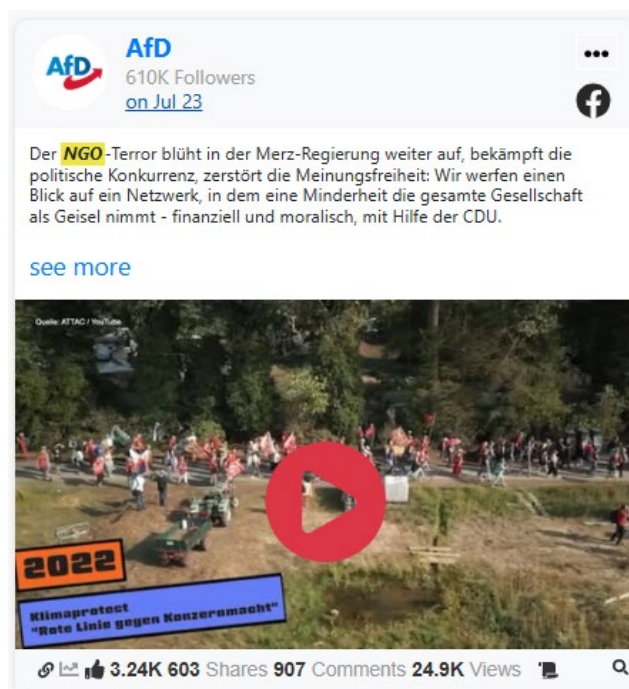 AfD
AfD
610K Followers
on Jul 23
Der NGO-Terror blüht in der Merz-Regierung weiter auf, bekämpft die
politische Konkurrenz, zerstört die Meinungsfreiheit: Wir werfen einen
Blick auf ein Netzwerk, in dem eine Minderheit die gesamte Gesellschaft
als Geisel nimmt - finanziell und moralisch, mit Hilfe der CDU.
see more
Quelle: ATTAC / YouTube
2022
Klimaprotest
"Rote Linie gegen Konzernmacht"
3.24K 603 Shares 907 Comments 24.9K Views